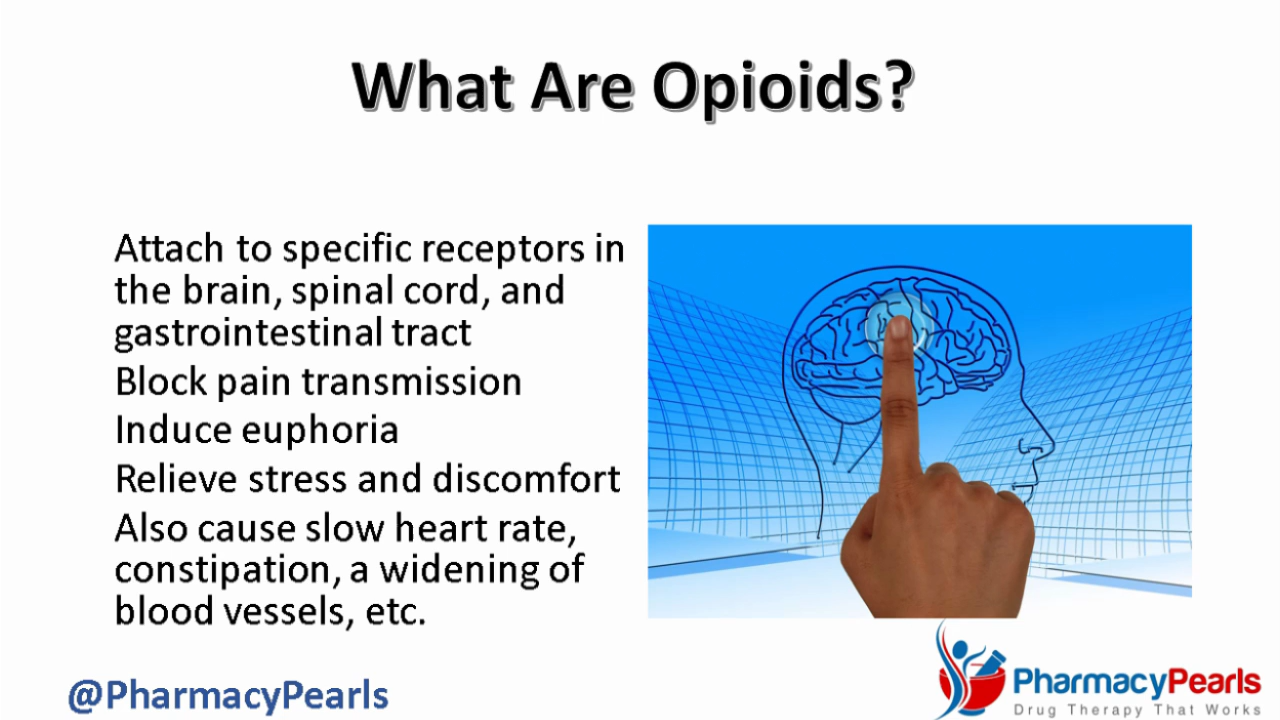 What Are Opioids?
Attach to specific receptors in
the brain, spinal cord, and
gastrointestinal tract
Block pain transmission
Induce euphoria
Relieve stress and discomfort
Also cause slow heart rate,
constipation, a widening of
blood vessels, etc.
@PharmacyPearls
PharmacyPearls
Drug Therapy That Works